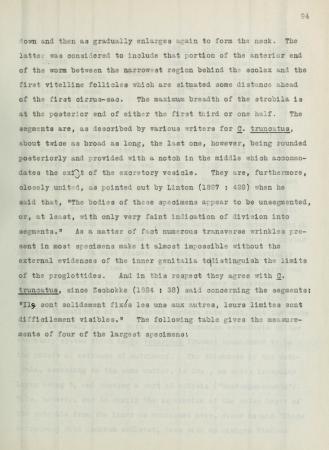 94
down and then as gradually enlarges again to form the neck. The
latter was considered to include that portion of the anterior end
of the worm between the narrowest region behind the scolex and the
first vitelline follicles which are situated some distance ahead
of the first cirrus-sac. The maximum breadth of the strobila is
at the posterior end of either the first third or one half. The
segments are, as described by various writers for C. truncatus,
about twice as broad as long, the last one, however, being rounded
posteriorly and provided with a notch in the middle which accommo-
dates the exit of the excretory vesicle. They are, furthermore,
closely united, as pointed out by Linton (1897 : 428) when he
said that, "The bodies of these specimens appear to be unsegmented,
or, at least, with only very faint indication of division into
segments." As a matter of fact numerous transverse wrinkles pre-
sent in most specimens make it almost impossible without the
external evidences of the inner genitalia to distinguish the limits
of the proglottides. And in this respect they agree with C.
truncatus, since Zschokke (1884 : 38) said concerning the segments:
"Ils sont solidement fixés les uns aux autres, leurs limites sont
difficilement visibles." The following table gives the measure-
ments of four of the largest specimens: